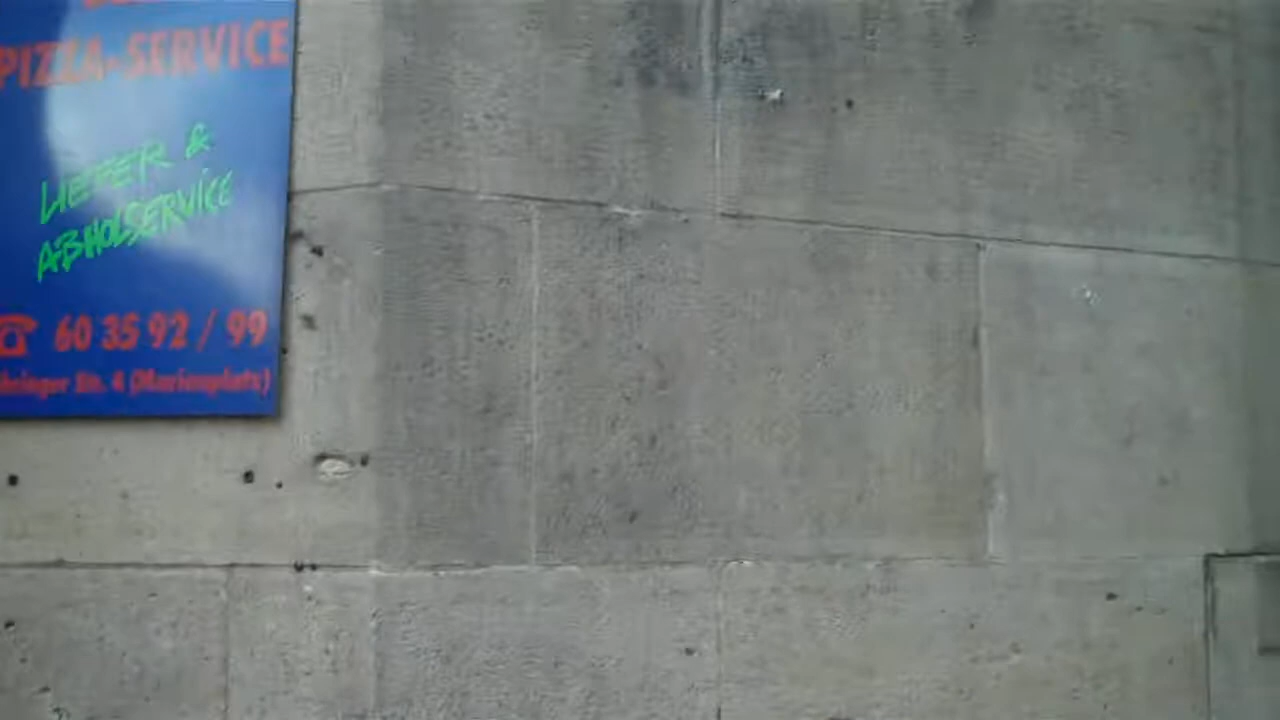 PIZZA-SERVICE
LIEFER &
ABHOLSERVICE
☎ 60 35 92 / 99
Str. 4 (Marienplatz)